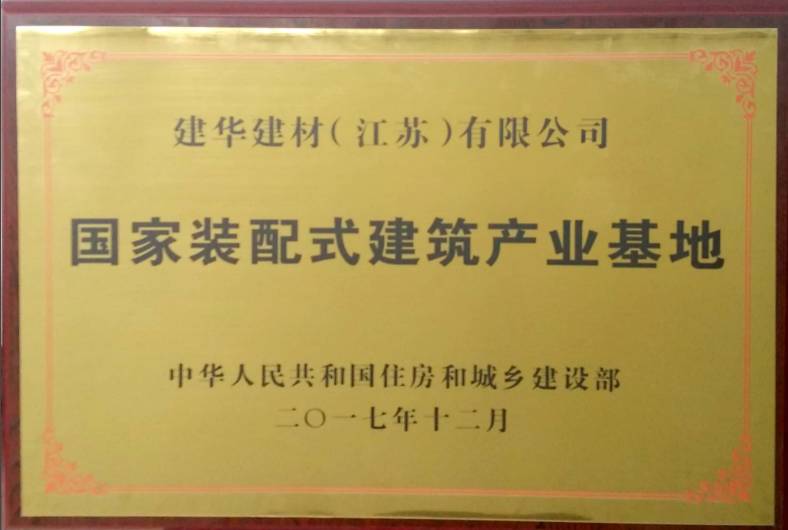 建华建材(江苏)有限公司
国家装配式建筑产业基地
中华人民共和国住房和城乡建设部
二〇一七年十二月